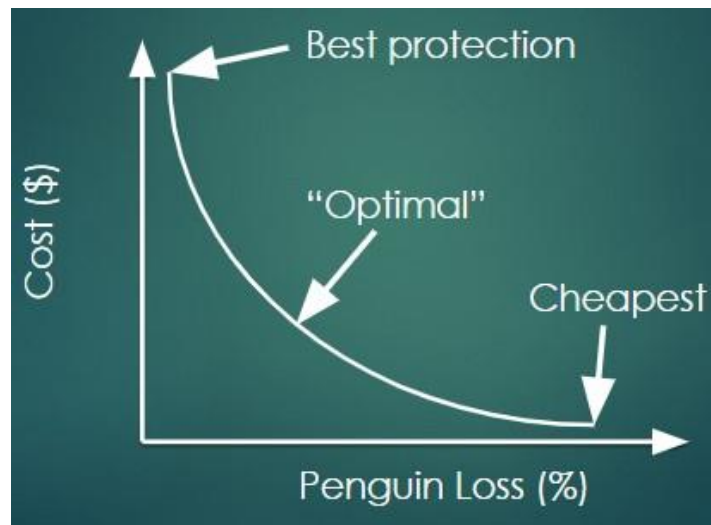 Best protection
Cost ($)
“Optimal”
Cheapest
Penguin Loss (%)